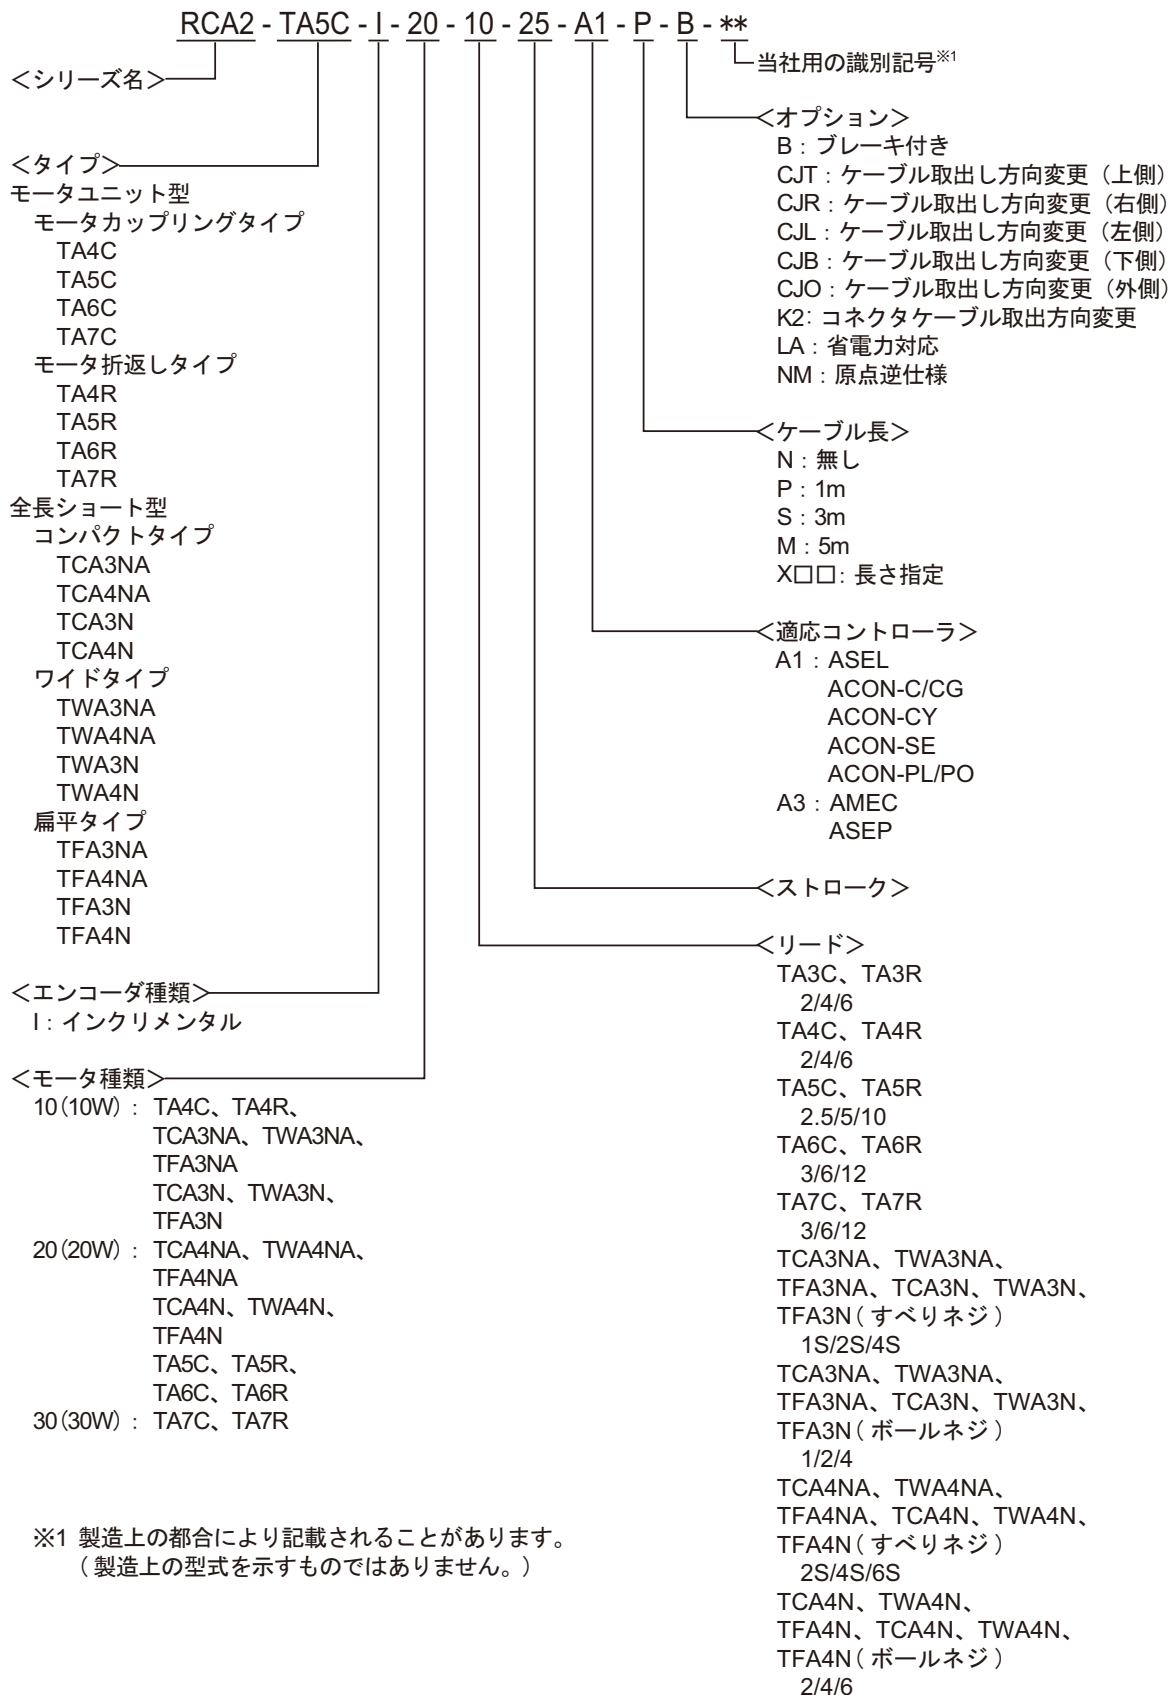 RCA2 - TA5C - I - 20 - 10 - 25 - A1 - P - B - **
＜シリーズ名＞
＜タイプ＞
モータユニット型
モータカップリングタイプ
TA4C
TA5C
TA6C
TA7C
モータ折返しタイプ
TA4R
TA5R
TA6R
TA7R
全長ショート型
コンパクトタイプ
TCA3NA
TCA4NA
TCA3N
TCA4N
ワイドタイプ
TWA3NA
TWA4NA
TWA3N
TWA4N
扁平タイプ
TFA3NA
TFA4NA
TFA3N
TFA4N
＜エンコーダ種類＞
I：インクリメンタル
＜モータ種類＞
10(10W)： TA4C、TA4R、
TCA3NA、TWA3NA、
TFA3NA
TCA3N、TWA3N、
TFA3N
20(20W)： TCA4NA、TWA4NA、
TFA4NA
TCA4N、TWA4N、
TFA4N
TA5C、TA5R、
TA6C、TA6R
30(30W)： TA7C、TA7R
※1 製造上の都合により記載されることがあります。
（製造上の型式を示すものではありません。）
当社用の識別記号※1
＜オプション＞
B：ブレーキ付き
CJT：ケーブル取出し方向変更（上側）
CJR：ケーブル取出し方向変更（右側）
CJL：ケーブル取出し方向変更（左側）
CJB：ケーブル取出し方向変更（下側）
CJO：ケーブル取出し方向変更（外側）
K2：コネクタケーブル取出方向変更
LA：省電力対応
NM：原点逆仕様
＜ケーブル長＞
N：無し
P：1m
S：3m
M：5m
X□□：長さ指定
＜適応コントローラ＞
A1：ASEL
ACON-C/CG
ACON-CY
ACON-SE
ACON-PL/PO
A3：AMEC
ASEP
＜ストローク＞
＜リード＞
TA3C、TA3R
2/4/6
TA4C、TA4R
2/4/6
TA5C、TA5R
2.5/5/10
TA6C、TA6R
3/6/12
TA7C、TA7R
3/6/12
TCA3NA、TWA3NA、
TFA3NA、TCA3N、TWA3N、
TFA3N（すべりネジ）
1S/2S/4S
TCA3NA、TWA3NA、
TFA3NA、TCA3N、TWA3N、
TFA3N（ボールネジ）
1/2/4
TCA4NA、TWA4NA、
TFA4NA、TCA4N、TWA4N、
TFA4N（すべりネジ）
2S/4S/6S
TCA4N、TWA4N、
TFA4N、TCA4N、TWA4N、
TFA4N（ボールネジ）
2/4/6